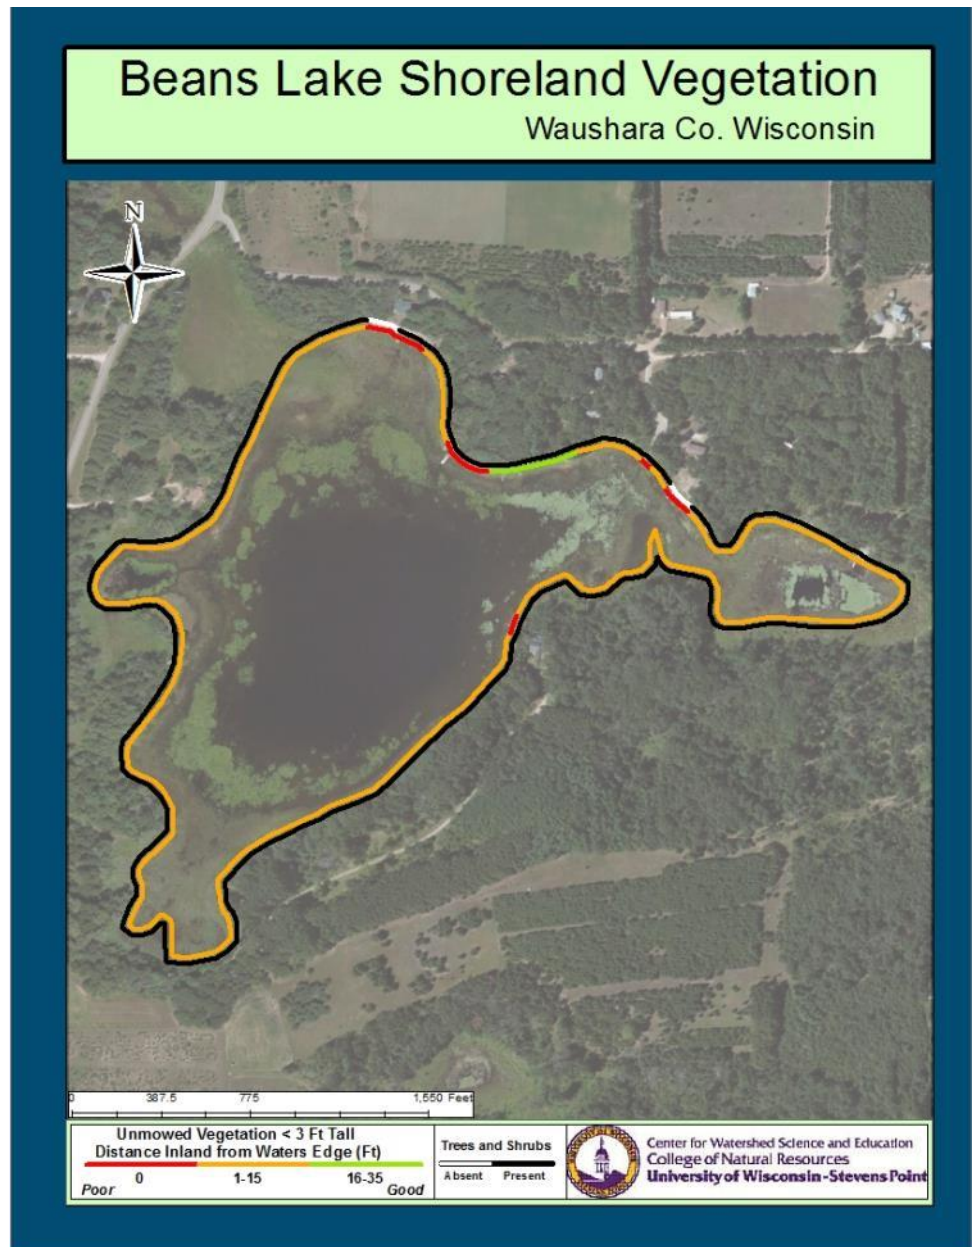 Beans Lake Shoreland Vegetation
Waushara Co. Wisconsin
N
0 387.5 775 1,550 Feet
Unmowed Vegetation < 3 Ft Tall
Distance Inland from Waters Edge (Ft)
0 1-15 16-35
Poor Good
Trees and Shrubs
Absent Present
Center for Watershed Science and Education
College of Natural Resources
University of Wisconsin-Stevens Point